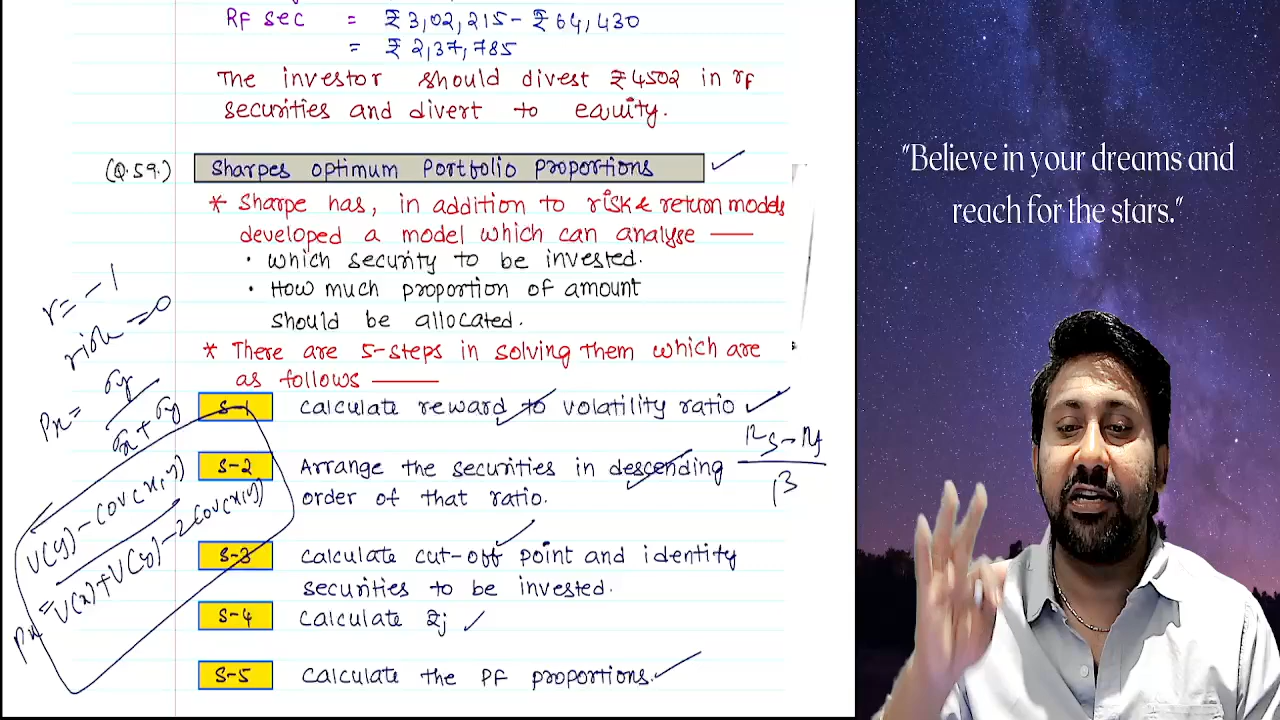 Rf sec = ₹ 3,02,215- ₹ 64,430
= ₹ 2,37,785
The investor should divest ₹4502 in rf
securities and divert to equity.
(Q.59.) Sharpes optimum Portfolio Proportions
* Sharpe has, in addition to risk & return models
developed a model which can analyse —
• which security to be invested.
• How much proportion of amount
should be allocated.
* There are 5-steps in solving them which are
as follows —
S-1 calculate reward to volatility ratio
S-2 Arrange the securities in descending
order of that ratio.
S-3 calculate cut-off point and identity
securities to be invested.
S-4 calculate Zj
S-5 calculate the PF proportions.
Rs - Rf
β
r = -1
risk = 0
Px = σy
σx + σy
V(y) - cov(x,y)
Px = V(x) + V(y) - 2 cov(x,y)
"Believe in your dreams and
reach for the stars."